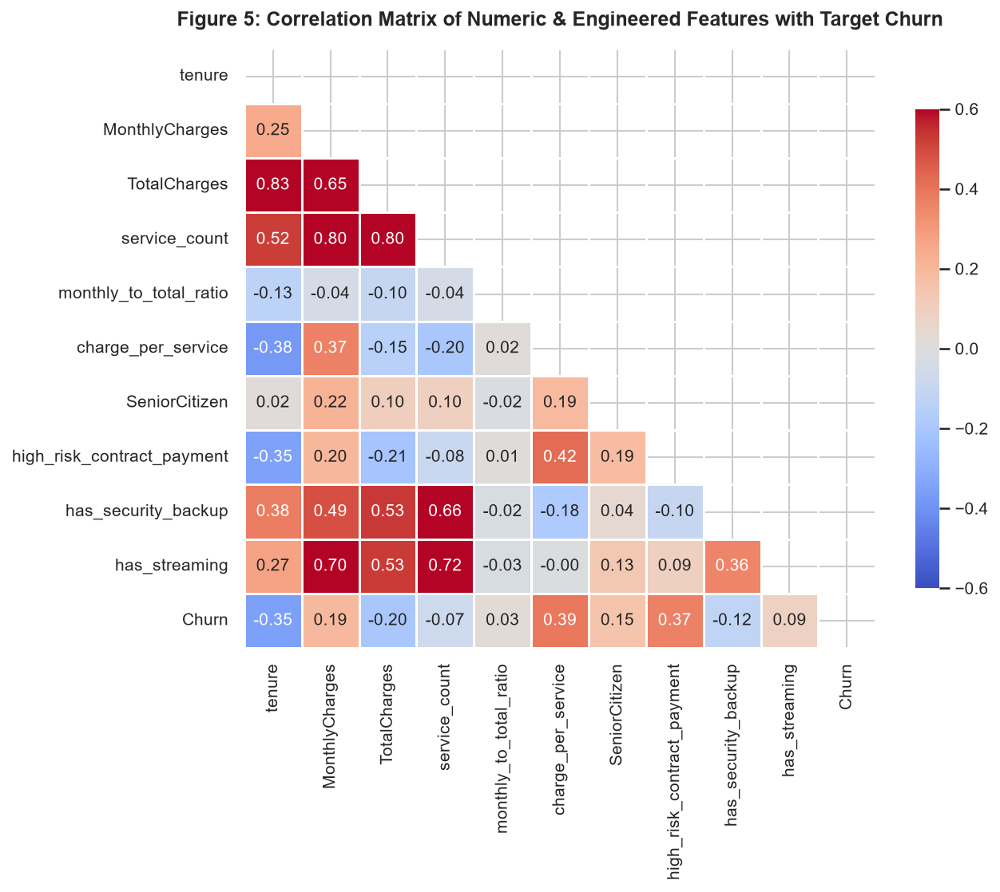 Figure 5: Correlation Matrix of Numeric & Engineered Features with Target Churn
tenure
MonthlyCharges 0.25
TotalCharges 0.83 0.65
service_count 0.52 0.80 0.80
monthly_to_total_ratio -0.13 -0.04 -0.10 -0.04
charge_per_service -0.38 0.37 -0.15 -0.20 0.02
SeniorCitizen 0.02 0.22 0.10 0.10 -0.02 0.19
high_risk_contract_payment -0.35 0.20 -0.21 -0.08 0.01 0.42 0.19
has_security_backup 0.38 0.49 0.53 0.66 -0.02 -0.18 0.04 -0.10
has_streaming 0.27 0.70 0.53 0.72 -0.03 -0.00 0.13 0.09 0.36
Churn -0.35 0.19 -0.20 -0.07 0.03 0.39 0.15 0.37 -0.12 0.09
tenure
MonthlyCharges
TotalCharges
service_count
monthly_to_total_ratio
charge_per_service
SeniorCitizen
high_risk_contract_payment
has_security_backup
has_streaming
Churn
0.6
0.4
0.2
0.0
−0.2
−0.4
−0.6